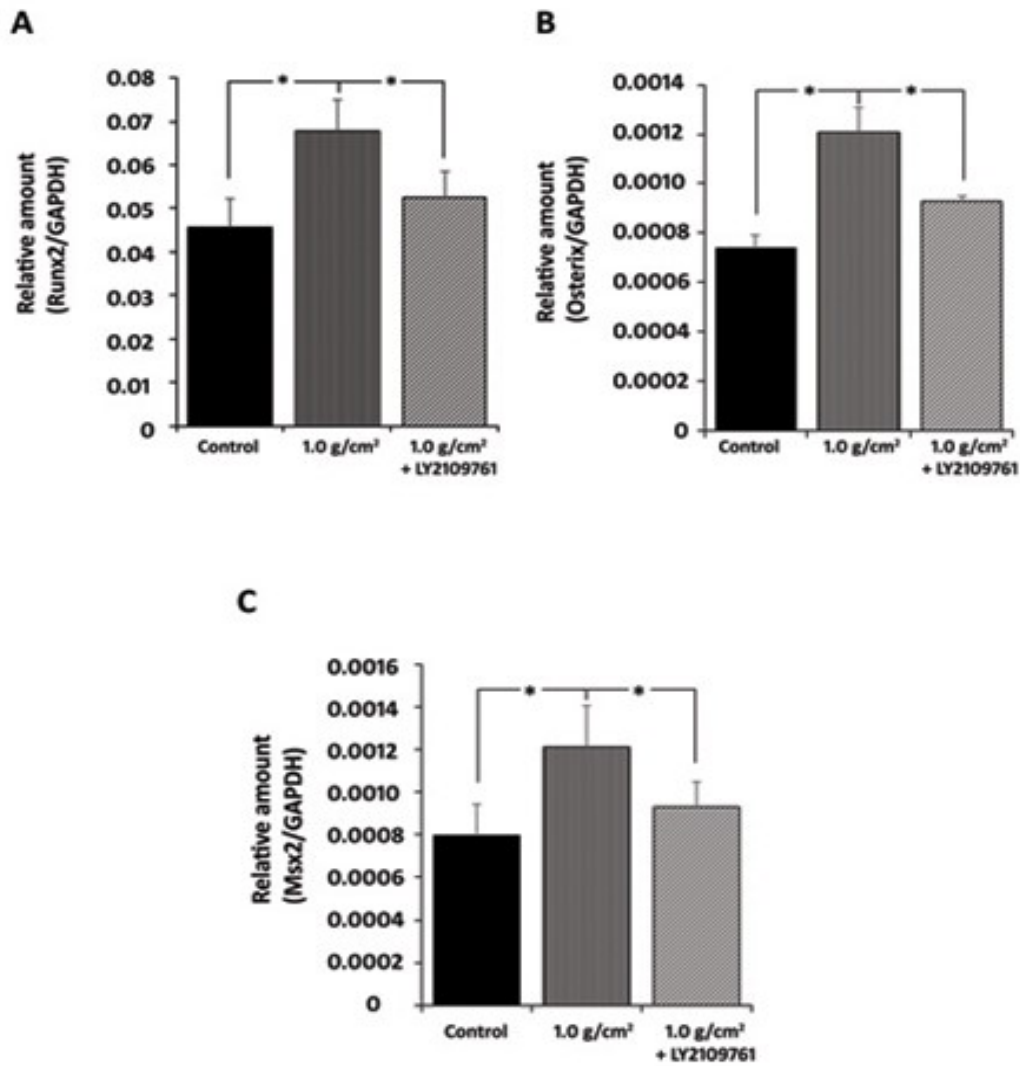 A
Relative amount
(Runx2/GAPDH)
0.08
0.07
0.06
0.05
0.04
0.03
0.02
0.01
0
* *
Control 1.0 g/cm² 1.0 g/cm²
+ LY2109761
B
Relative amount
(Osterix/GAPDH)
0.0014
0.0012
0.0010
0.0008
0.0006
0.0004
0.0002
0
* *
Control 1.0 g/cm² 1.0 g/cm²
+ LY2109761
C
Relative amount
(Msx2/GAPDH)
0.0016
0.0014
0.0012
0.0010
0.0008
0.0006
0.0004
0.0002
0
* *
Control 1.0 g/cm² 1.0 g/cm²
+ LY2109761